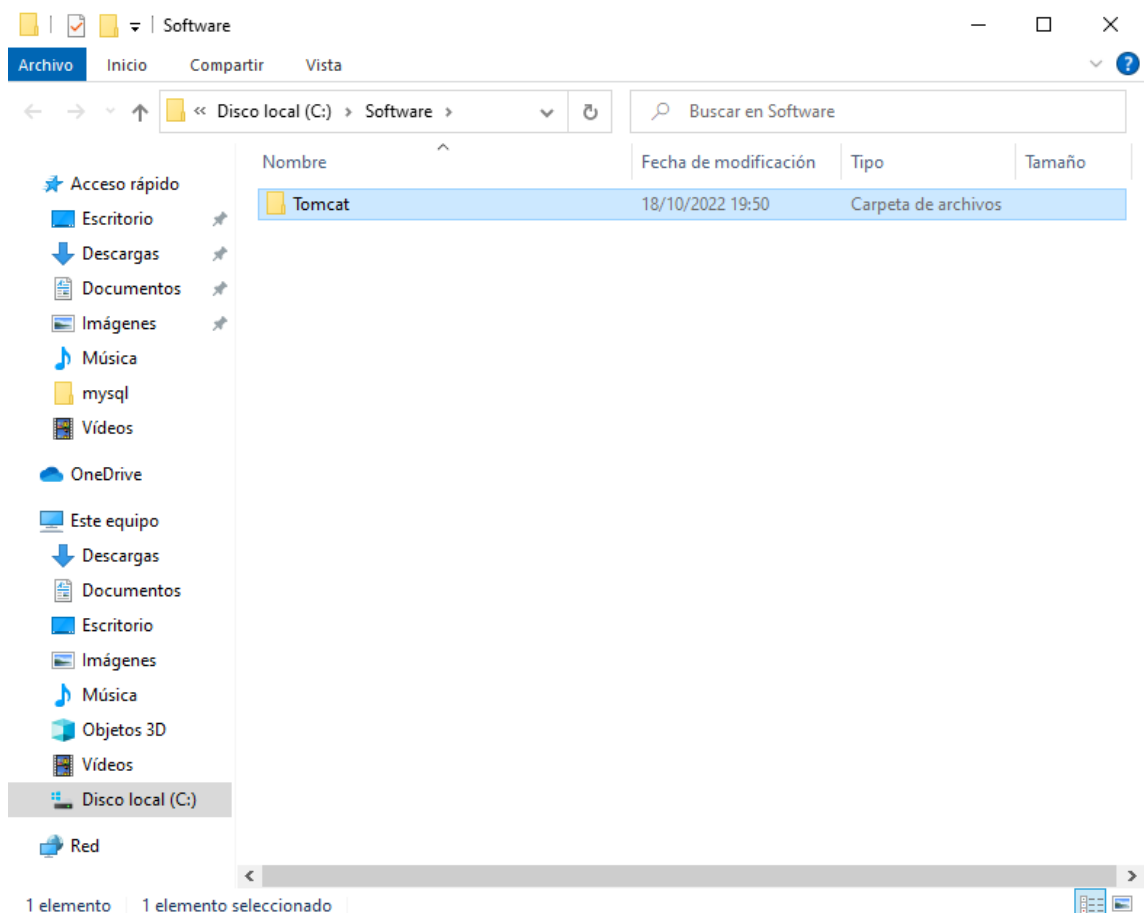 Software
Archivo Inicio Compartir Vista
« Disco local (C:) › Software › Buscar en Software
Nombre Fecha de modificación Tipo Tamaño
Tomcat 18/10/2022 19:50 Carpeta de archivos
Acceso rápido
Escritorio
Descargas
Documentos
Imágenes
Música
mysql
Vídeos
OneDrive
Este equipo
Descargas
Documentos
Escritorio
Imágenes
Música
Objetos 3D
Vídeos
Disco local (C:)
Red
1 elemento 1 elemento seleccionado